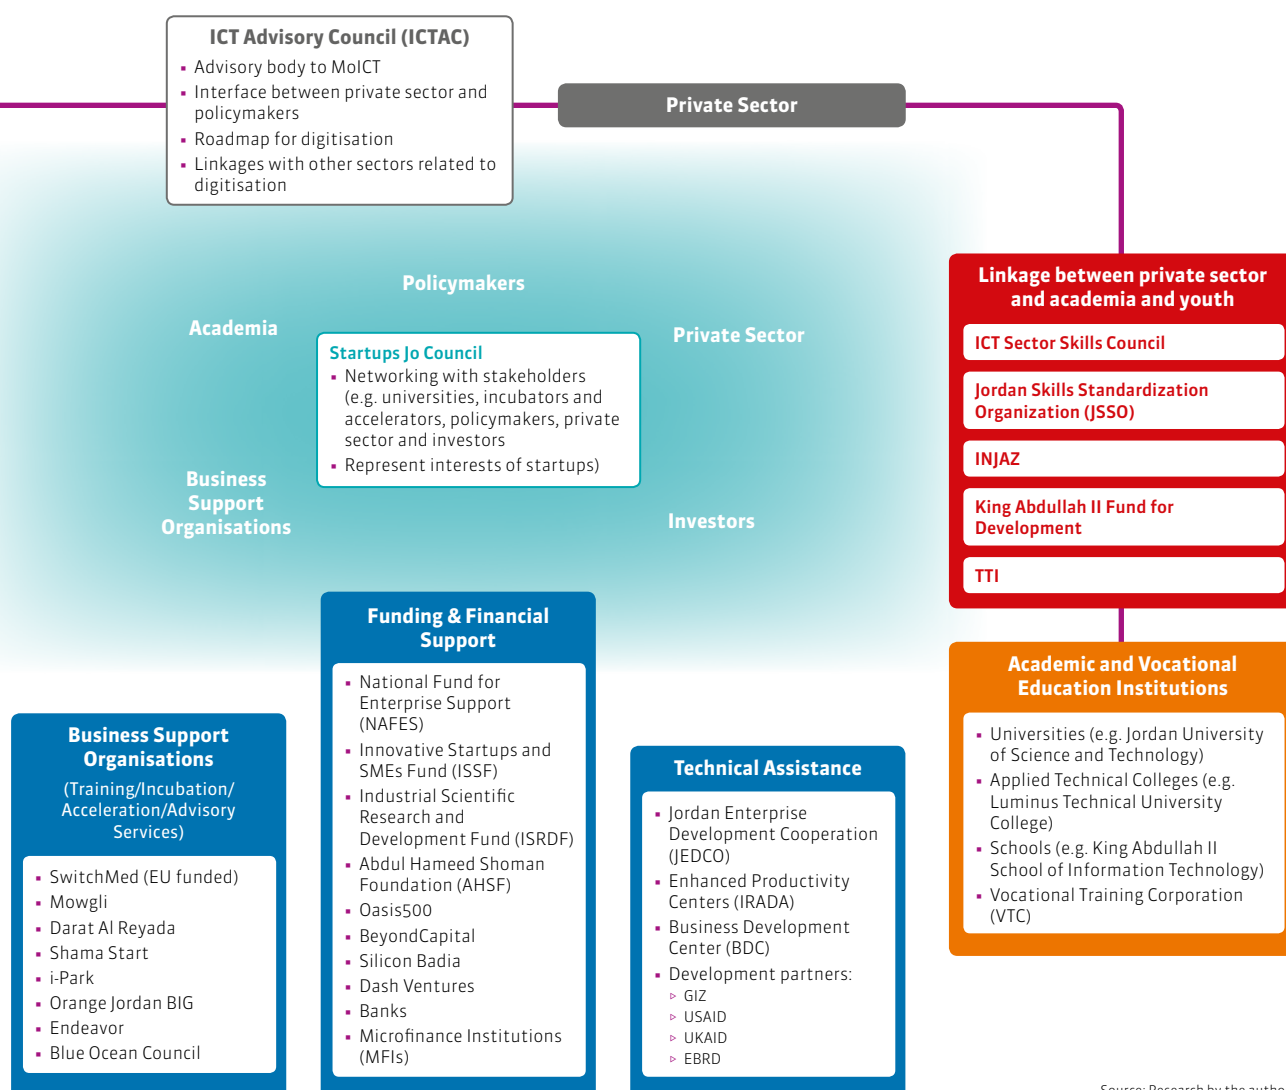 ICT Advisory Council (ICTAC)
▪ Advisory body to MoICT
▪ Interface between private sector and
policymakers
▪ Roadmap for digitisation
▪ Linkages with other sectors related to
digitisation
Private Sector
Policymakers
Academia
Private Sector
Startups Jo Council
▪ Networking with stakeholders
(e.g. universities, incubators and
accelerators, policymakers, private
sector and investors
▪ Represent interests of startups)
Business
Support
Organisations
Investors
Linkage between private sector
and academia and youth
ICT Sector Skills Council
Jordan Skills Standardization
Organization (JSSO)
INJAZ
King Abdullah II Fund for
Development
TTI
Funding & Financial
Support
▪ National Fund for
Enterprise Support
(NAFES)
▪ Innovative Startups and
SMEs Fund (ISSF)
▪ Industrial Scientific
Research and
Development Fund (ISRDF)
▪ Abdul Hameed Shoman
Foundation (AHSF)
▪ Oasis500
▪ BeyondCapital
▪ Silicon Badia
▪ Dash Ventures
▪ Banks
▪ Microfinance Institutions
(MFIs)
Business Support
Organisations
(Training/Incubation/
Acceleration/Advisory
Services)
▪ SwitchMed (EU funded)
▪ Mowgli
▪ Darat Al Reyada
▪ Shama Start
▪ i-Park
▪ Orange Jordan BIG
▪ Endeavor
▪ Blue Ocean Council
Technical Assistance
▪ Jordan Enterprise
Development Cooperation
(JEDCO)
▪ Enhanced Productivity
Centers (IRADA)
▪ Business Development
Center (BDC)
▪ Development partners:
▹ GIZ
▹ USAID
▹ UKAID
▹ EBRD
Academic and Vocational
Education Institutions
▪ Universities (e.g. Jordan University
of Science and Technology)
▪ Applied Technical Colleges (e.g.
Luminus Technical University
College)
▪ Schools (e.g. King Abdullah II
School of Information Technology)
▪ Vocational Training Corporation
(VTC)
Source: Research by the